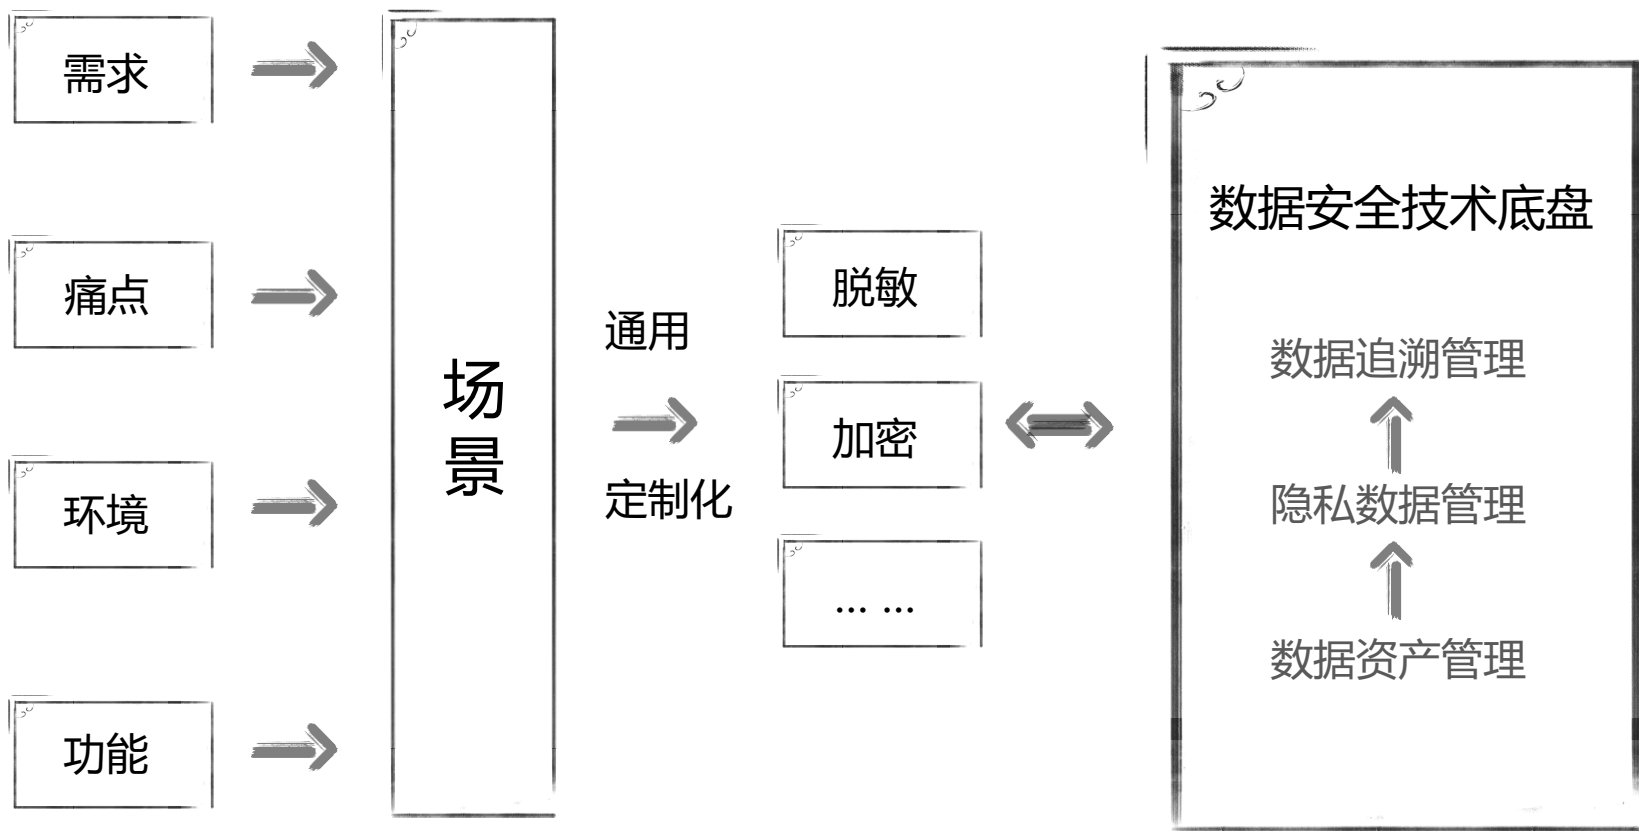 需求
痛点
环境
功能
场
景
通用
定制化
脱敏
加密
... ...
数据安全技术底盘
数据追溯管理
隐私数据管理
数据资产管理